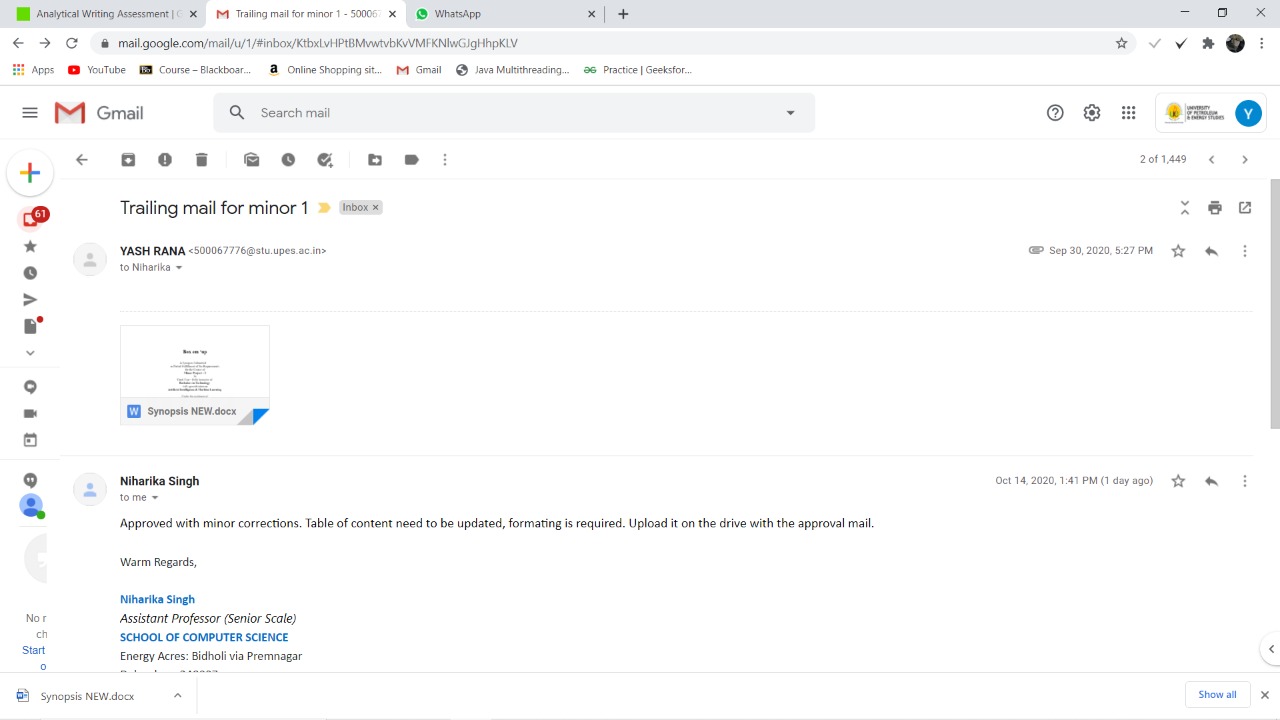 Analytical Writing Assessment | G
Trailing mail for minor 1 - 50006
WhatsApp
mail.google.com/mail/u/1/#inbox/KtbxLvHPtBMvwtvbKvVMFKNlwGJgHhpKLV
Apps YouTube Course – Blackboar... Online Shopping sit... Gmail Java Multithreading... Practice | Geeksfor...
Gmail
Search mail
UNIVERSITY
OF PETROLEUM
& ENERGY STUDIES
Y
2 of 1,449
61
Trailing mail for minor 1 Inbox ×
YASH RANA <500067776@stu.upes.ac.in> Sep 30, 2020, 5:27 PM
to Niharika
W Synopsis NEW.docx
Niharika Singh Oct 14, 2020, 1:41 PM (1 day ago)
to me
Approved with minor corrections. Table of content need to be updated, formating is required. Upload it on the drive with the approval mail.
Warm Regards,
Niharika Singh
Assistant Professor (Senior Scale)
SCHOOL OF COMPUTER SCIENCE
Energy Acres: Bidholi via Premnagar
No r
ch
Start
o
Synopsis NEW.docx
Show all